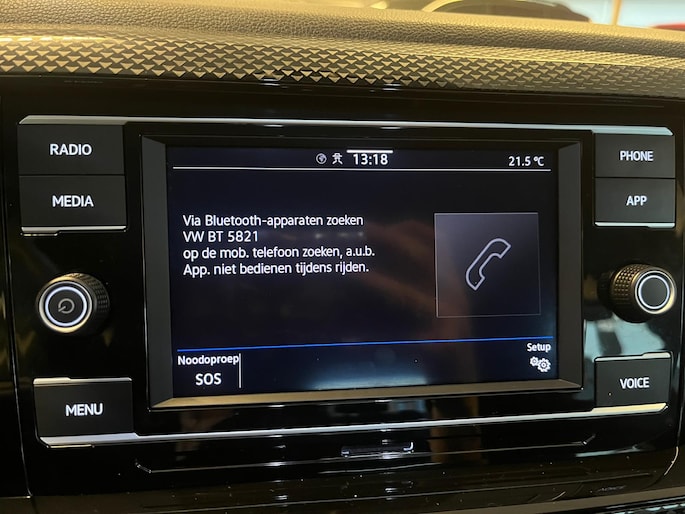 RADIO
MEDIA
MENU
13:18
21.5 °C
Via Bluetooth-apparaten zoeken
VW BT 5821
op de mob. telefoon zoeken, a.u.b.
App. niet bedienen tijdens rijden.
Noodoproep
SOS
Setup
PHONE
APP
VOICE